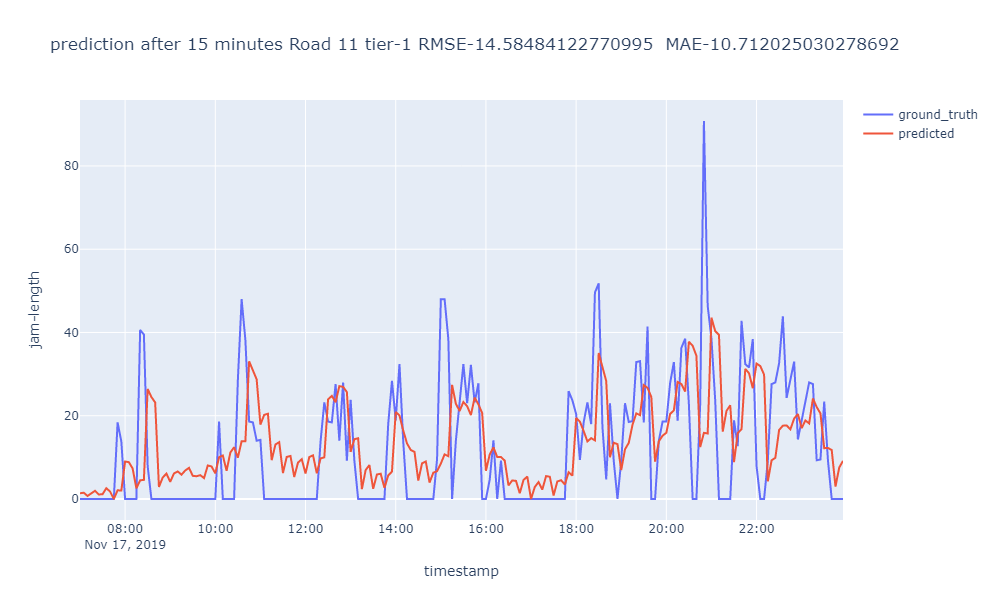 prediction after 15 minutes Road 11 tier-1 RMSE-14.58484122770995  MAE-10.712025030278692
ground_truth
predicted
80
60
40
20
0
jam-length
08:00 10:00 12:00 14:00 16:00 18:00 20:00 22:00
Nov 17, 2019
timestamp